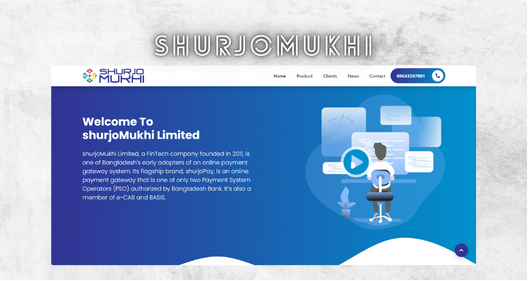 SHURJOMUKHI
SHURJO
MUKHI
Home Product Clients News Contact 09643207001
Welcome To
shurjoMukhi Limited
shurjoMukhi Limited, a FinTech company founded in 2011, is
one of Bangladesh's early adopters of an online payment
gateway system. Its flagship brand, shurjoPay, is an online
payment gateway that is one of only two Payment System
Operators (PSO) authorized by Bangladesh Bank. It's also a
member of e-CAB and BASIS.